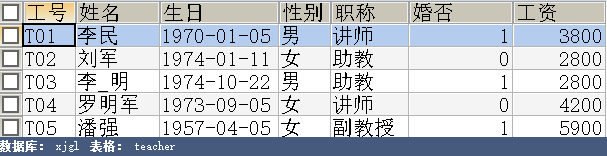 工号 姓名 生日 性别 职称 婚否 工资
T01 李民 1970-01-05 男 讲师 1 3800
T02 刘军 1974-01-11 女 助教 0 2800
T03 李_明 1974-10-22 男 助教 1 2800
T04 罗明军 1973-09-05 女 讲师 0 4200
T05 潘强 1957-04-05 女 副教授 1 5900
数据库: xjgl 表格: teacher